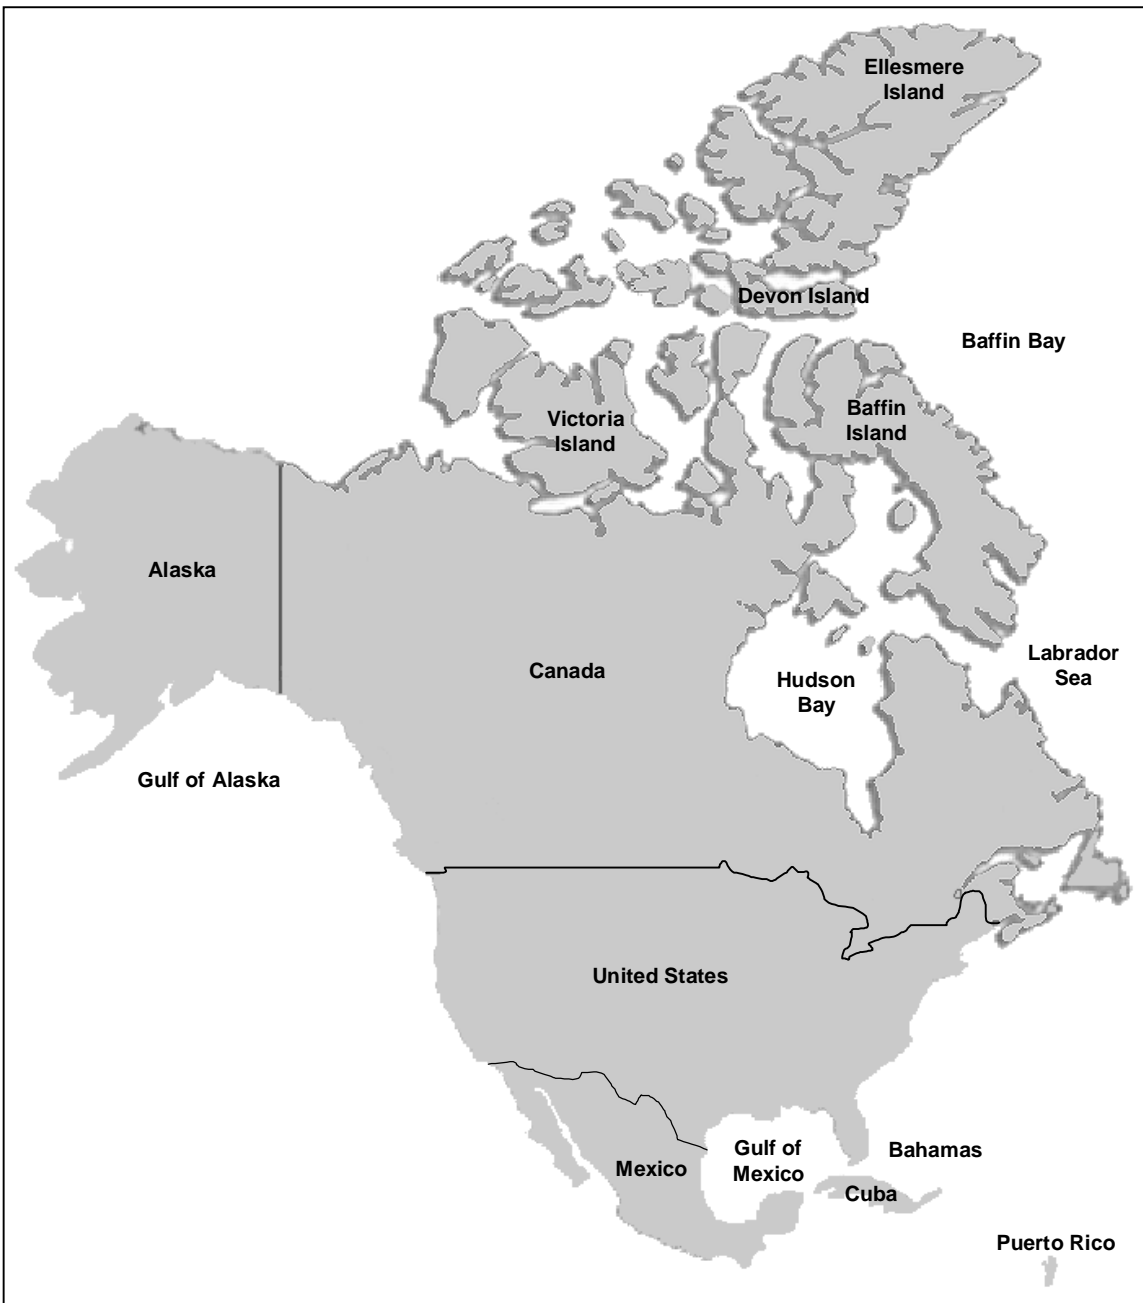 Ellesmere
Island
Devon Island
Baffin Bay
Victoria
Island
Baffin
Island
Alaska
Canada
Hudson
Bay
Labrador
Sea
Gulf of Alaska
United States
Gulf of
Mexico
Bahamas
Mexico
Cuba
Puerto Rico